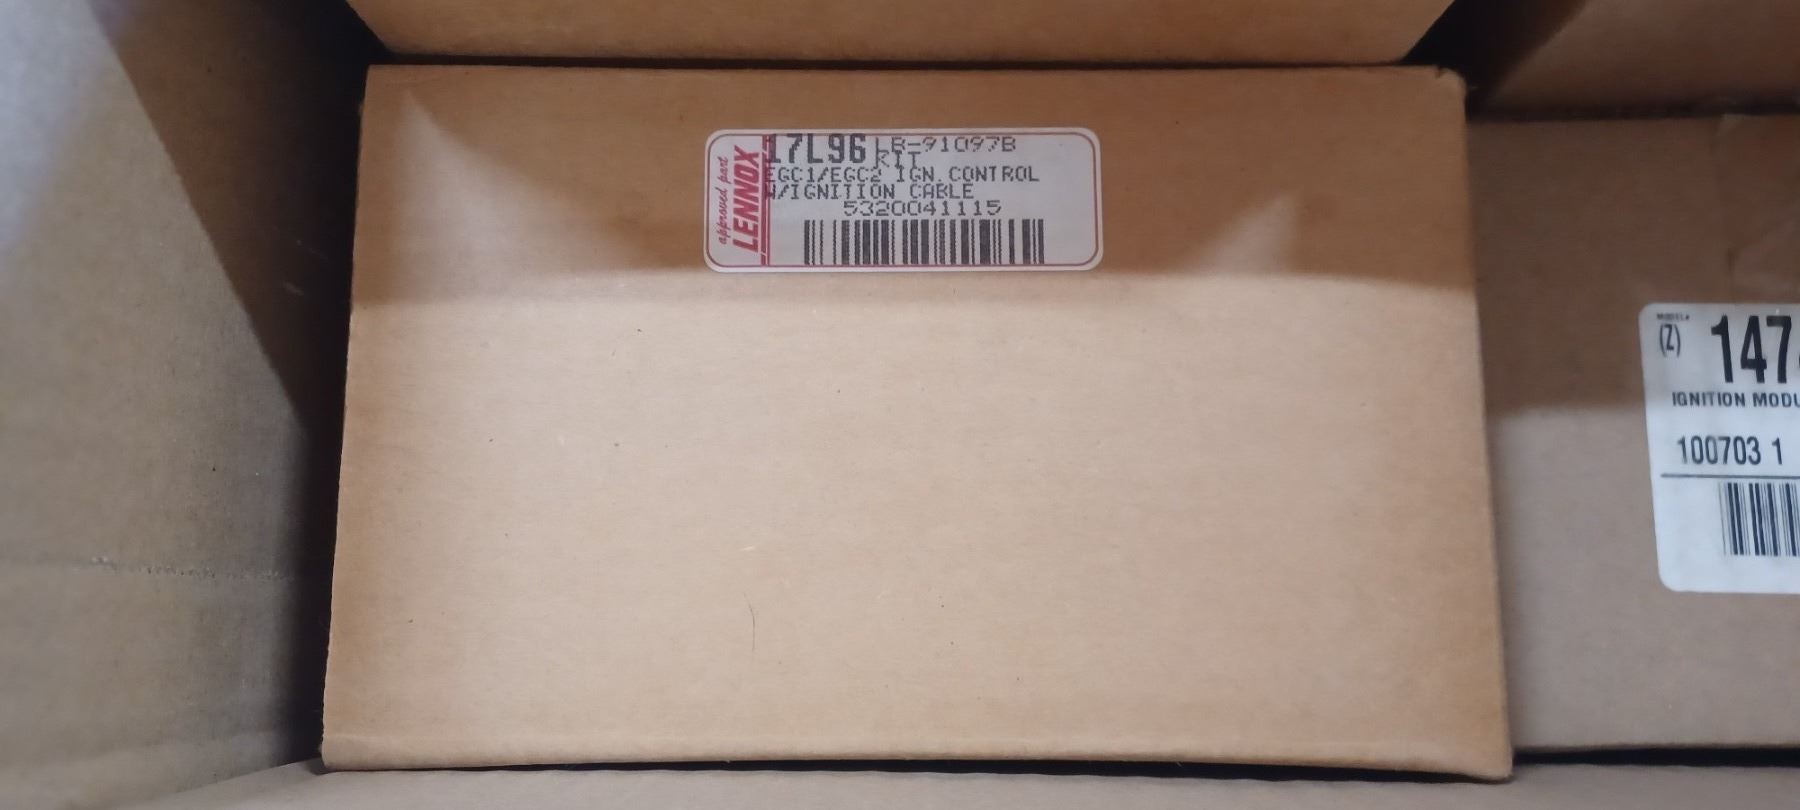 approved part
LENNOX
17L96 LB-91097B
KIT
EGC1/EGC2 IGN.CONTROL
W/IGNITION CABLE
5320041115
MODEL#
(Z) 147
IGNITION MODU
100703 1